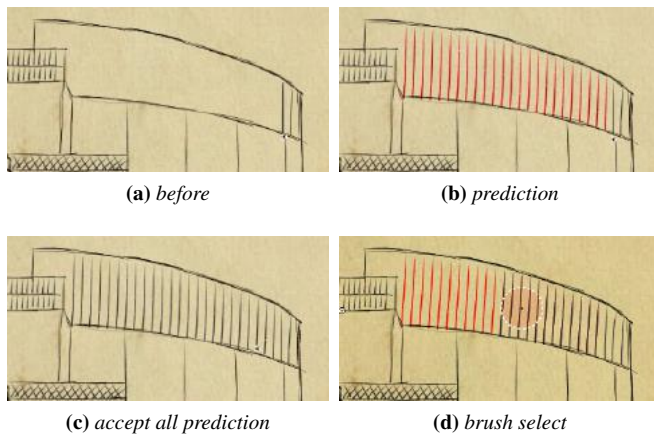 (a) before
(b) prediction
(c) accept all prediction
(d) brush select